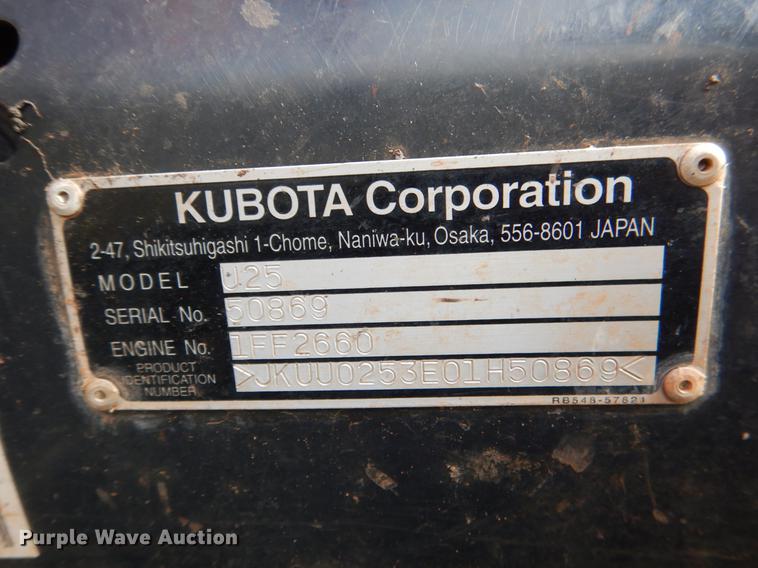 KUBOTA Corporation
2-47, Shikitsuhigashi 1-Chome, Naniwa-ku, Osaka, 556-8601 JAPAN
MODEL U25
SERIAL No. 50869
ENGINE No. 1FF2660
PRODUCT IDENTIFICATION NUMBER >JKUU0253E01H50869<
RB548-57821
Purple Wave Auction